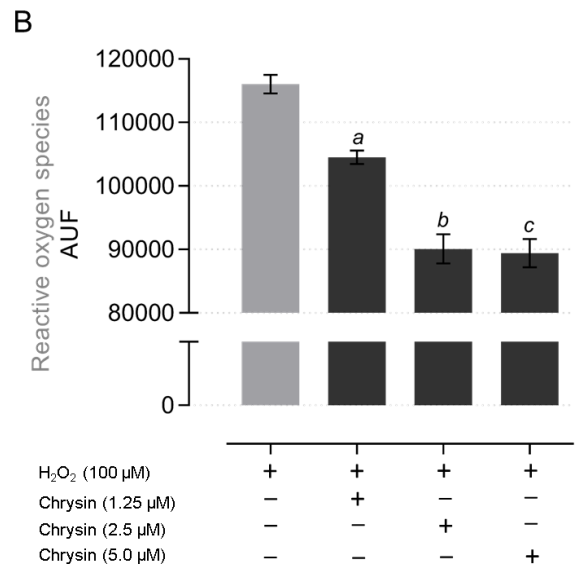 B
Reactive oxygen species
AUF
120000
110000
100000
90000
80000
0
a
b
c
H₂O₂ (100 µM) + + + +
Chrysin (1.25 µM) – + – –
Chrysin (2.5 µM) – – + –
Chrysin (5.0 µM) – – – +